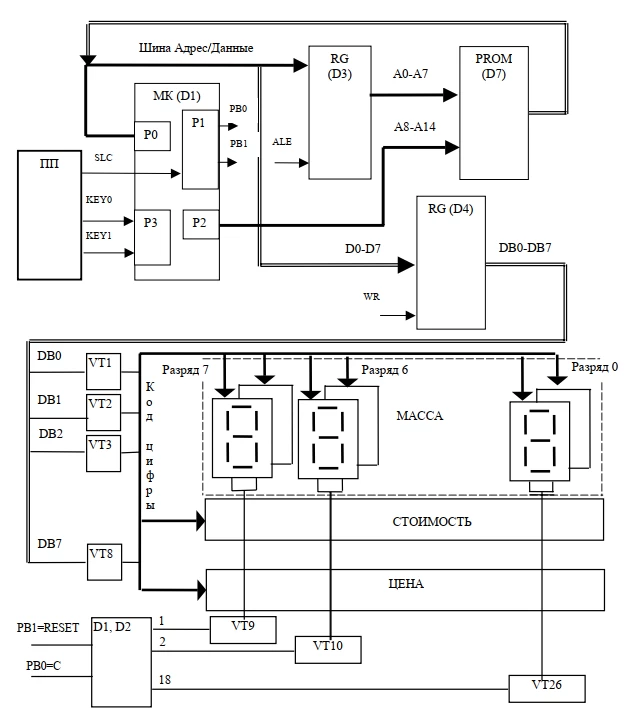 Шина Адрес/Данные
RG
(D3)
PROM
(D7)
A0-A7
МК (D1)
P0
P1
PB0
PB1
ALE
A8-A14
ПП
SLC
KEY0
KEY1
P3
P2
RG (D4)
D0-D7
DB0-DB7
WR
DB0
VT1
DB1
VT2
DB2
VT3
DB7
VT8
Код цифры
Разряд 7
Разряд 6
Разряд 0
МАССА
СТОИМОСТЬ
ЦЕНА
PB1=RESET
PB0=C
D1, D2
1
2
18
VT9
VT10
VT26